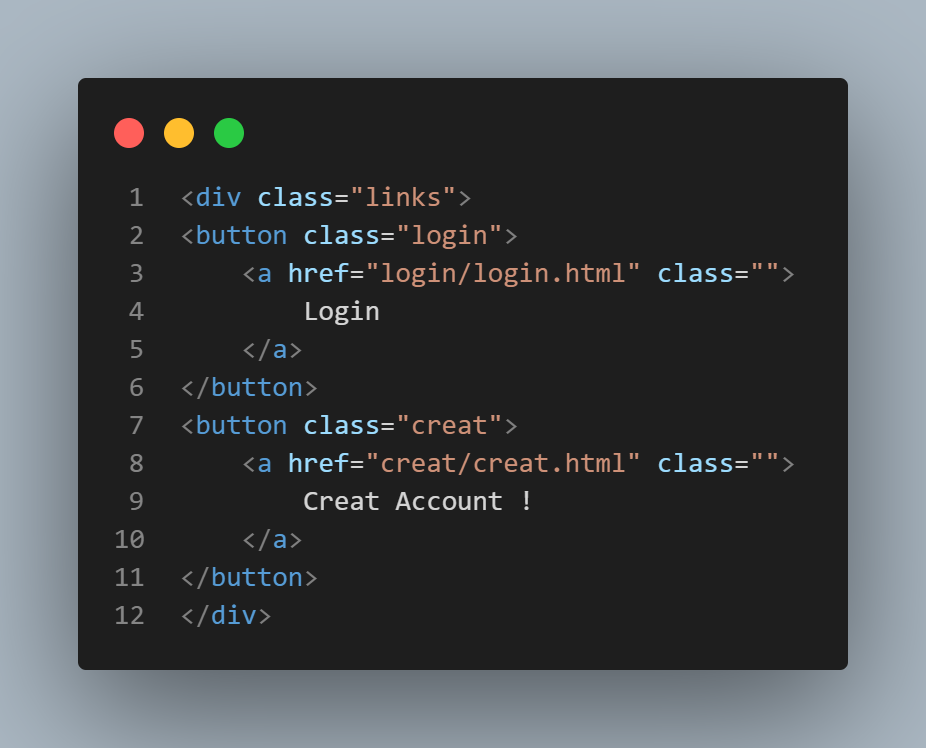 1 <div class="links">
2 <button class="login">
3     <a href="login/login.html" class="">
4         Login
5     </a>
6 </button>
7 <button class="creat">
8     <a href="creat/creat.html" class="">
9         Creat Account !
10     </a>
11 </button>
12 </div>